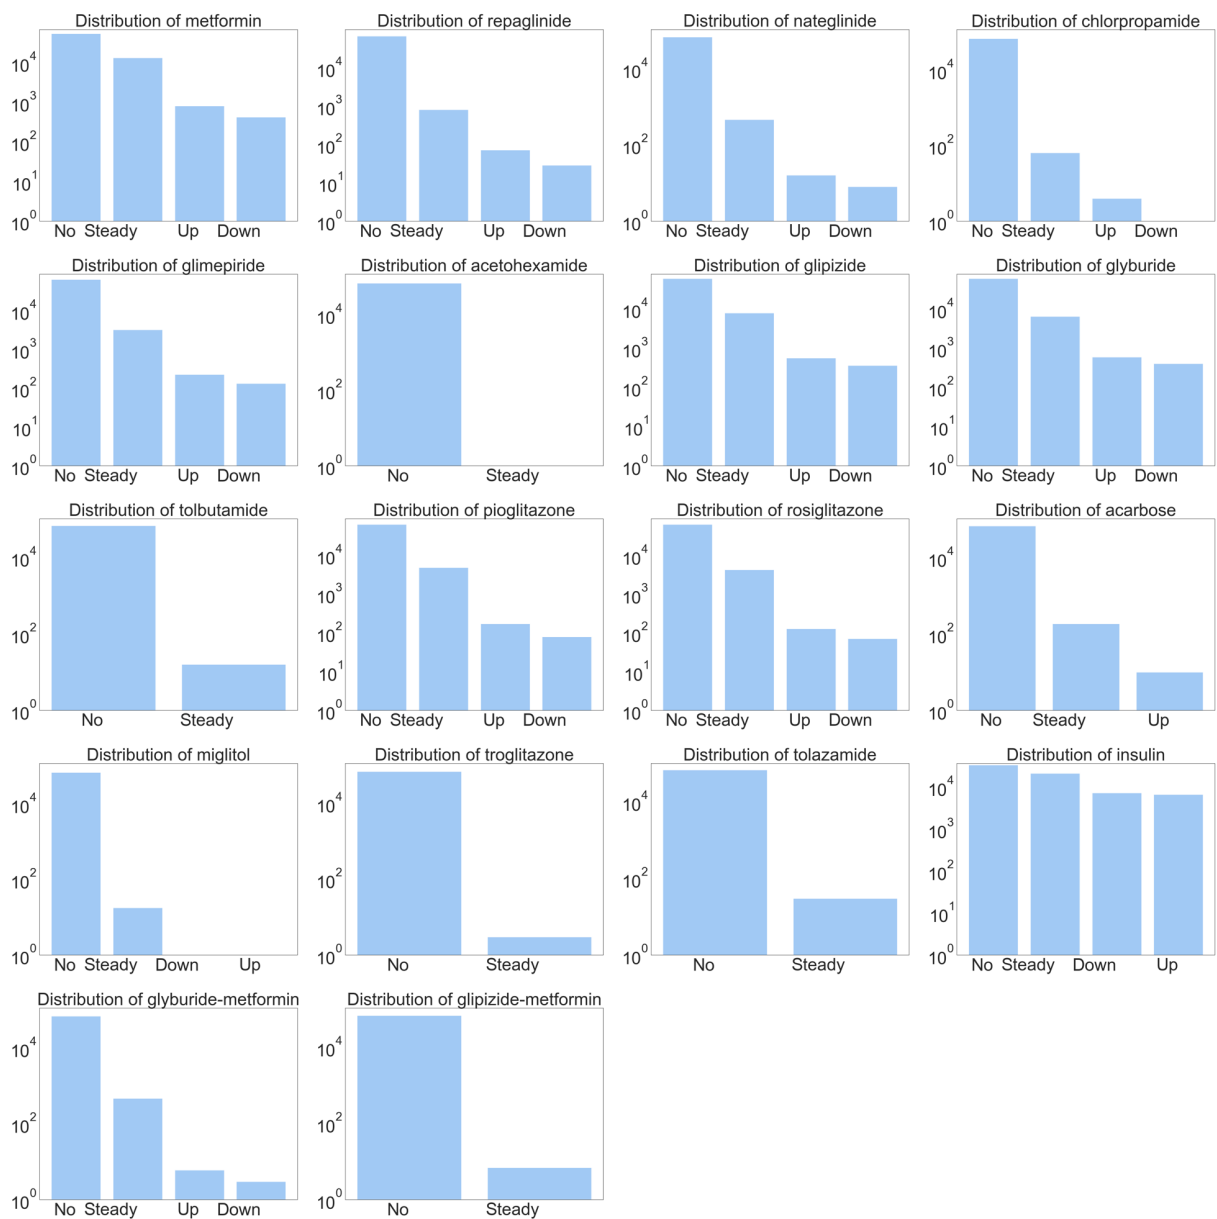 Distribution of metformin
10^4
10^3
10^2
10^1
10^0
No Steady Up Down
Distribution of repaglinide
10^4
10^3
10^2
10^1
10^0
No Steady Up Down
Distribution of nateglinide
10^4
10^2
10^0
No Steady Up Down
Distribution of chlorpropamide
10^4
10^2
10^0
No Steady Up Down
Distribution of glimepiride
10^4
10^3
10^2
10^1
10^0
No Steady Up Down
Distribution of acetohexamide
10^4
10^2
10^0
No Steady
Distribution of glipizide
10^4
10^3
10^2
10^1
10^0
No Steady Up Down
Distribution of glyburide
10^4
10^3
10^2
10^1
10^0
No Steady Up Down
Distribution of tolbutamide
10^4
10^2
10^0
No Steady
Distribution of pioglitazone
10^4
10^3
10^2
10^1
10^0
No Steady Up Down
Distribution of rosiglitazone
10^4
10^3
10^2
10^1
10^0
No Steady Up Down
Distribution of acarbose
10^4
10^2
10^0
No Steady Up
Distribution of miglitol
10^4
10^2
10^0
No Steady Down Up
Distribution of troglitazone
10^4
10^2
10^0
No Steady
Distribution of tolazamide
10^4
10^2
10^0
No Steady
Distribution of insulin
10^4
10^3
10^2
10^1
10^0
No Steady Down Up
Distribution of glyburide-metformin
10^4
10^2
10^0
No Steady Up Down
Distribution of glipizide-metformin
10^4
10^2
10^0
No Steady